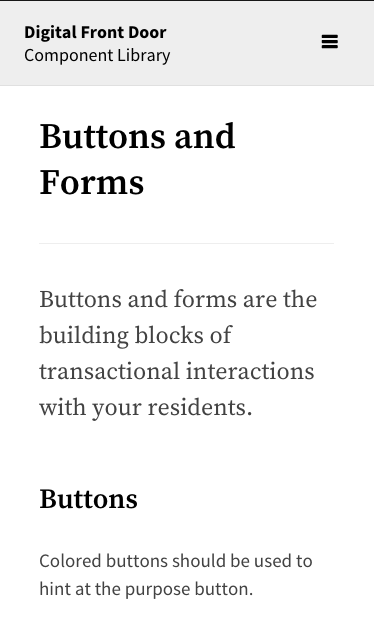 Digital Front Door
Component Library
Buttons and
Forms
Buttons and forms are the
building blocks of
transactional interactions
with your residents.
Buttons
Colored buttons should be used to
hint at the purpose button.